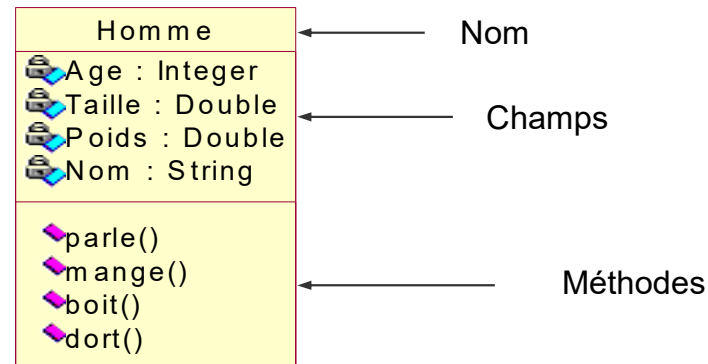 Homme
Nom
Age : Integer
Taille : Double
Champs
Poids : Double
Nom : String
parle()
mange()
Méthodes
boit()
dort()